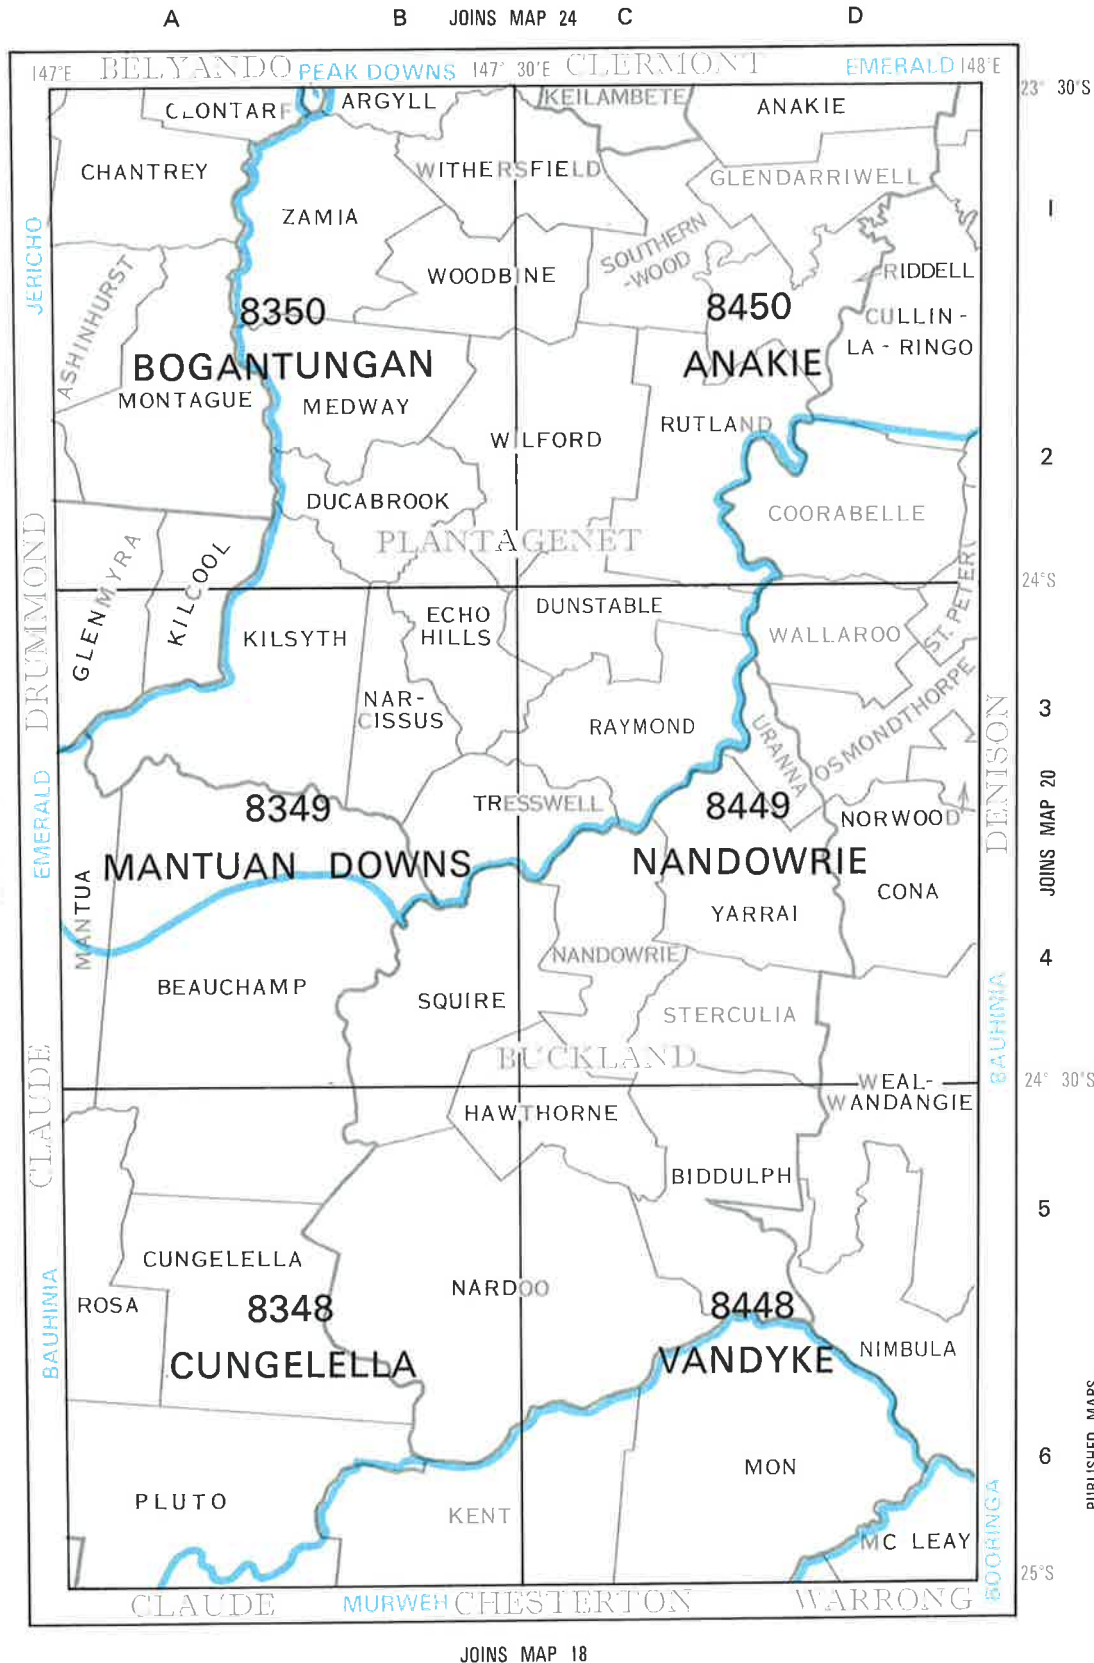 A B JOINS MAP 24 C D
BELYANDO PEAK DOWNS CLERMONT EMERALD
147°E 147° 30'E 148°E
23° 30'S
CLONTARF ARGYLL KEILAMBETE ANAKIE
CHANTREY WITHERSFIELD GLENDARRIWELL
1
ZAMIA
JERICHO
SOUTHERN
-WOOD
WOODBINE
RIDDELL
ASHINHURST
8350 8450
CULLIN-
LA-RINGO
BOGANTUNGAN ANAKIE
MONTAGUE MEDWAY
RUTLAND
WILFORD
2
DUCABROOK
COORABELLE
PLANTAGENET
DRUMMOND
GLENMYRA
KILCOOL
24°S
ST. PETER
DUNSTABLE
ECHO
HILLS
KILSYTH
WALLAROO
NAR-
CISSUS
RAYMOND
URANNA
OSMONDTHORPE
3
DENISON
JOINS MAP 20
EMERALD
8349 TRESSWELL 8449
NORWOOD
MANTUAN DOWNS NANDOWRIE
MANTUA
CONA
YARRAI
NANDOWRIE
4
BEAUCHAMP SQUIRE
STERCULIA
BAUHINIA
BUCKLAND
CLAUDE
24° 30'S
WEAL-
WANDANGIE
HAWTHORNE
BIDDULPH
5
CUNGELELLA
NARDOO
ROSA
BAUHINIA
8348 8448
CUNGELELLA VANDYKE NIMBULA
PUBLISHED MAPS
6
MON
PLUTO KENT
MC LEAY
BOORINGA
25°S
CLAUDE MURWEH CHESTERTON WARRONG
JOINS MAP 18